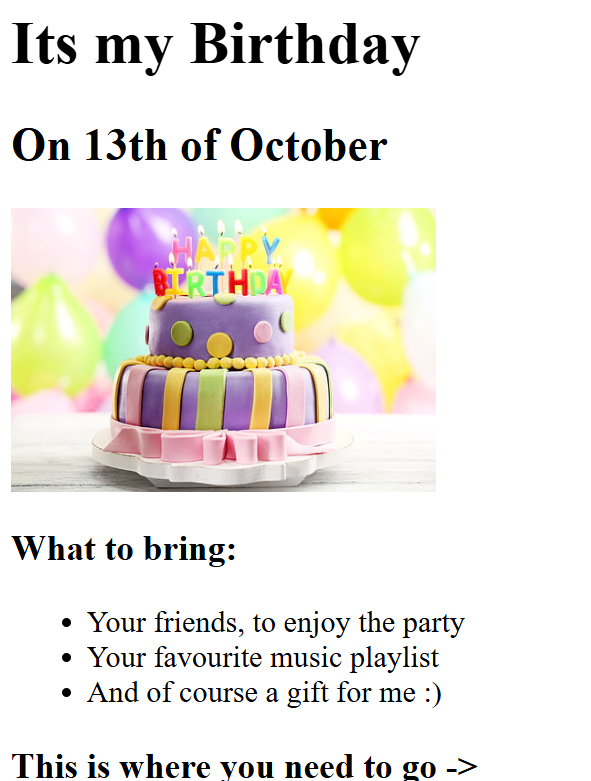 Its my Birthday
On 13th of October
HAPPY
BIRTHDAY
What to bring:
Your friends, to enjoy the party
Your favourite music playlist
And of course a gift for me :)
This is where you need to go ->